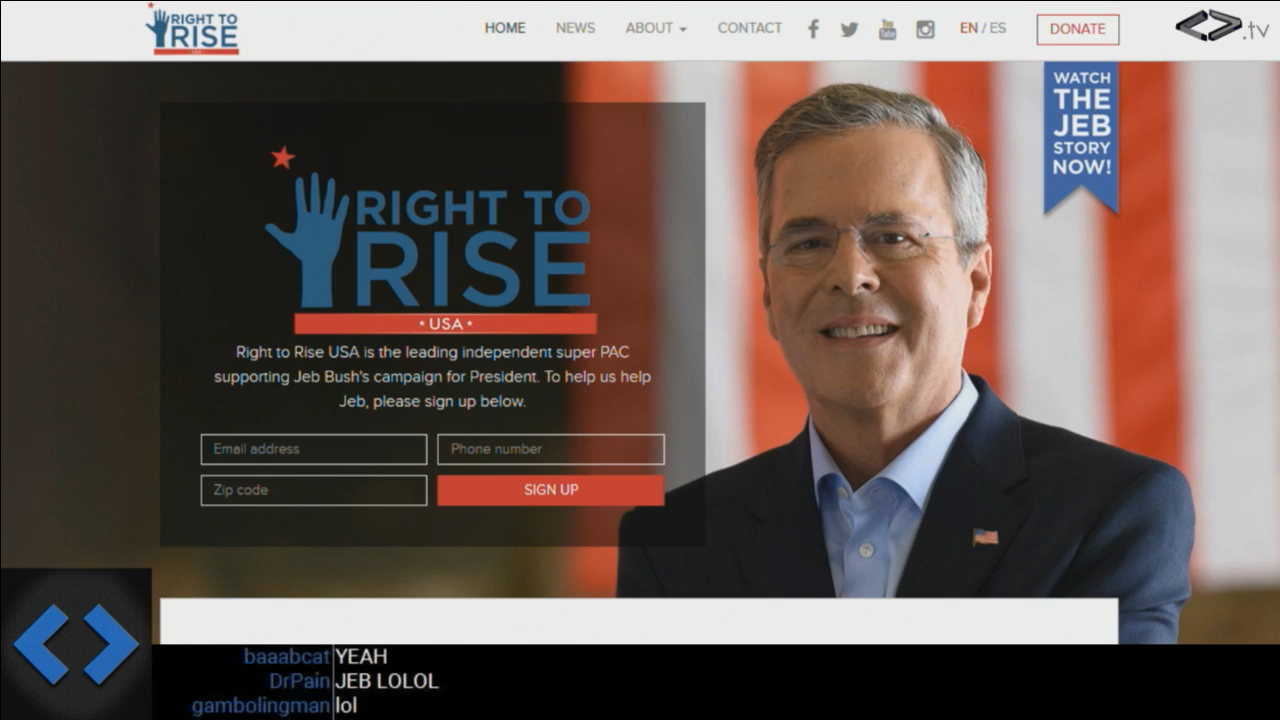 RIGHT TO
RISE
USA
HOME NEWS ABOUT CONTACT EN / ES DONATE
.tv
WATCH
THE
JEB
STORY
NOW!
RIGHT TO
RISE
* USA *
Right to Rise USA is the leading independent super PAC
supporting Jeb Bush's campaign for President. To help us help
Jeb, please sign up below.
Email address Phone number
Zip code SIGN UP
baaabcat YEAH
DrPain JEB LOLOL
gambolingman lol